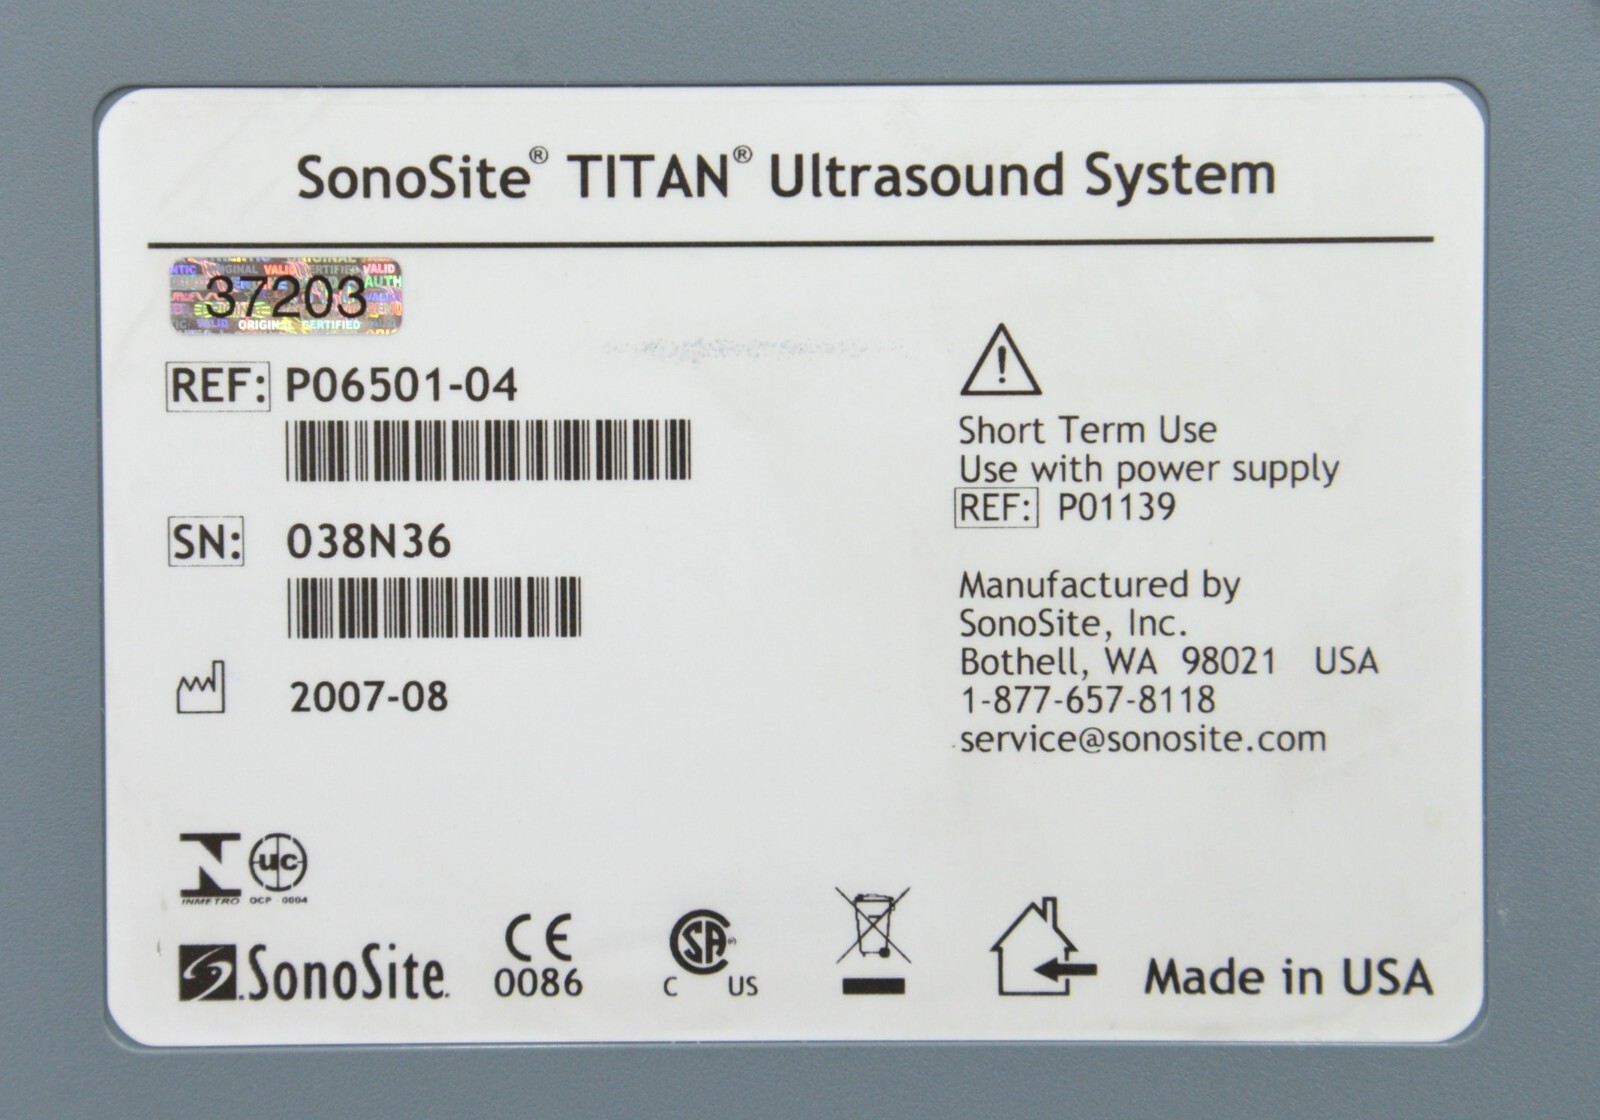 SonoSite® TITAN® Ultrasound System
37203
REF: P06501-04
SN: 038N36
2007-08
Short Term Use
Use with power supply
REF: P01139
Manufactured by
SonoSite, Inc.
Bothell, WA 98021 USA
1-877-657-8118
service@sonosite.com
UC
INMETRO OCP 0004
SonoSite.
CE
0086
SA®
C US
Made in USA